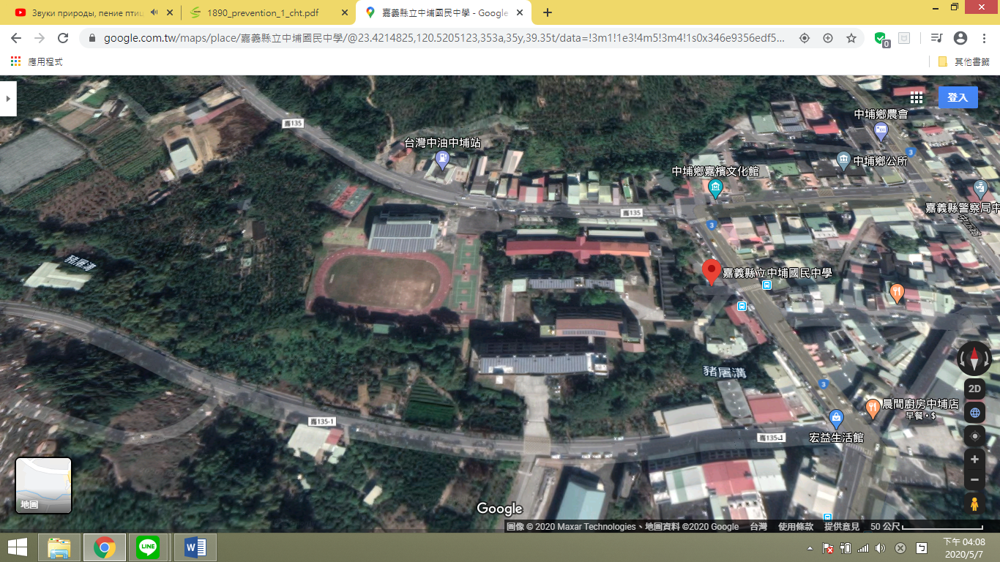 Звуки природы, пение птиц
1890_prevention_1_cht.pdf
嘉義縣立中埔國民中學 - Google
google.com.tw/maps/place/嘉義縣立中埔國民中學/@23.4214825,120.5205123,353a,35y,39.35t/data=!3m1!1e3!4m5!3m4!1s0x346e9356edf5...
0
應用程式
其他書籤
登入
中埔鄉農會
嘉135
台灣中油中埔站
3
中埔鄉公所
中埔鄉嘉檳文化館
嘉義縣警察局中
嘉135
3
豬屠溝
嘉義縣立中埔國民中學
豬屠溝
3
2D
晨間廚房中埔店
早餐・$
嘉135-1
宏益生活館
嘉135-1
地圖
Google
圖像 © 2020 Maxar Technologies、地圖資料 ©2020 Google 台灣 使用條款 提供意見 50 公尺
LINE
下午 04:08
2020/5/7